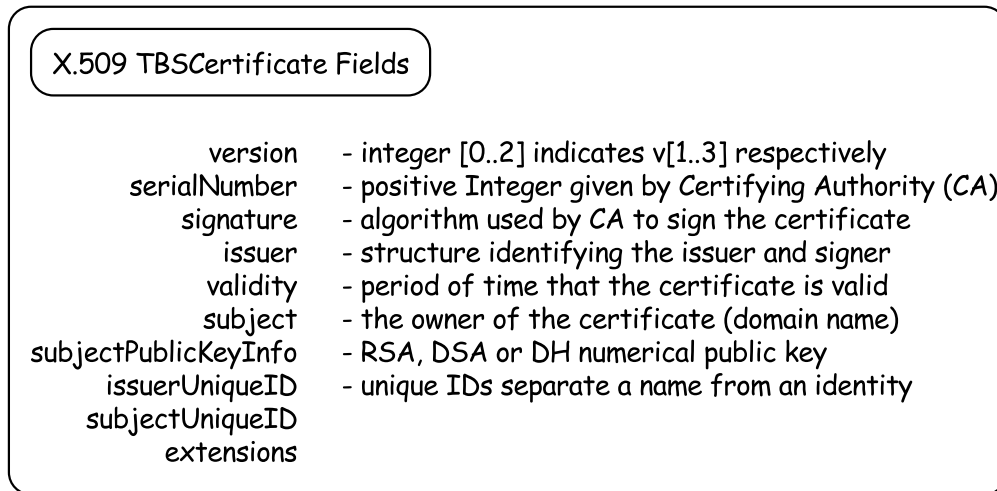 X.509 TBSCertificate Fields
version - integer [0..2] indicates v[1..3] respectively
serialNumber - positive Integer given by Certifying Authority (CA)
signature - algorithm used by CA to sign the certificate
issuer - structure identifying the issuer and signer
validity - period of time that the certificate is valid
subject - the owner of the certificate (domain name)
subjectPublicKeyInfo - RSA, DSA or DH numerical public key
issuerUniqueID - unique IDs separate a name from an identity
subjectUniqueID
extensions